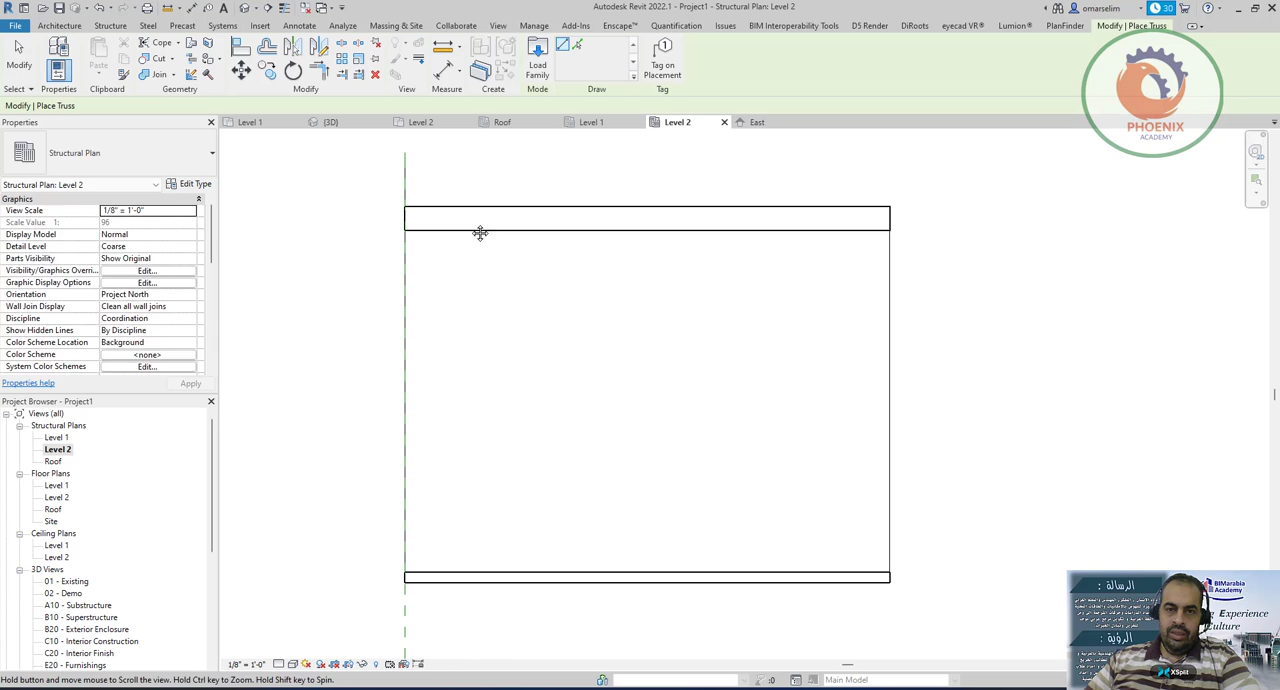 Autodesk Revit 2022.1 - Project1 - Structural Plan: Level 2
omarselim
30
File Architecture Structure Steel Precast Systems Insert Annotate Analyze Massing & Site Collaborate View Manage Add-Ins Quantification Issues BIM Interoperability Tools D5 Render DiRoots Enscape™ eyecad VR® Lumion® PlanFinder Modify | Place Truss
Cope
Cut
Join
Modify
Paste
Load Family
Tag on Placement
Select Properties Clipboard Geometry Modify View Measure Create Mode Draw Tag
Modify | Place Truss
PHOENIX
ACADEMY
Properties
Level 1 {3D} Level 2 Roof Level 1 Level 2 East
Structural Plan
Structural Plan: Level 2 Edit Type
Graphics
View Scale 1/8" = 1'-0"
Scale Value 1: 96
Display Model Normal
Detail Level Coarse
Parts Visibility Show Original
Visibility/Graphics Overri... Edit...
Graphic Display Options Edit...
Orientation Project North
Wall Join Display Clean all wall joins
Discipline Coordination
Show Hidden Lines By Discipline
Color Scheme Location Background
Color Scheme <none>
System Color Schemes Edit...
Properties help Apply
Project Browser - Project1
Views (all)
Structural Plans
Level 1
Level 2
Roof
Floor Plans
Level 1
Level 2
Roof
Site
Ceiling Plans
Level 1
Level 2
3D Views
01 - Existing
02 - Demo
A10 - Substructure
B10 - Superstructure
B20 - Exterior Enclosure
C10 - Interior Construction
C20 - Interior Finish
E20 - Furnishings
1/8" = 1'-0"
Hold button and move mouse to Scroll the view. Hold Ctrl key to Zoom. Hold Shift key to Spin.
:0
Main Model
الرسالة :
الرؤية :
BIMarabia
Academy
Experience
XSplit